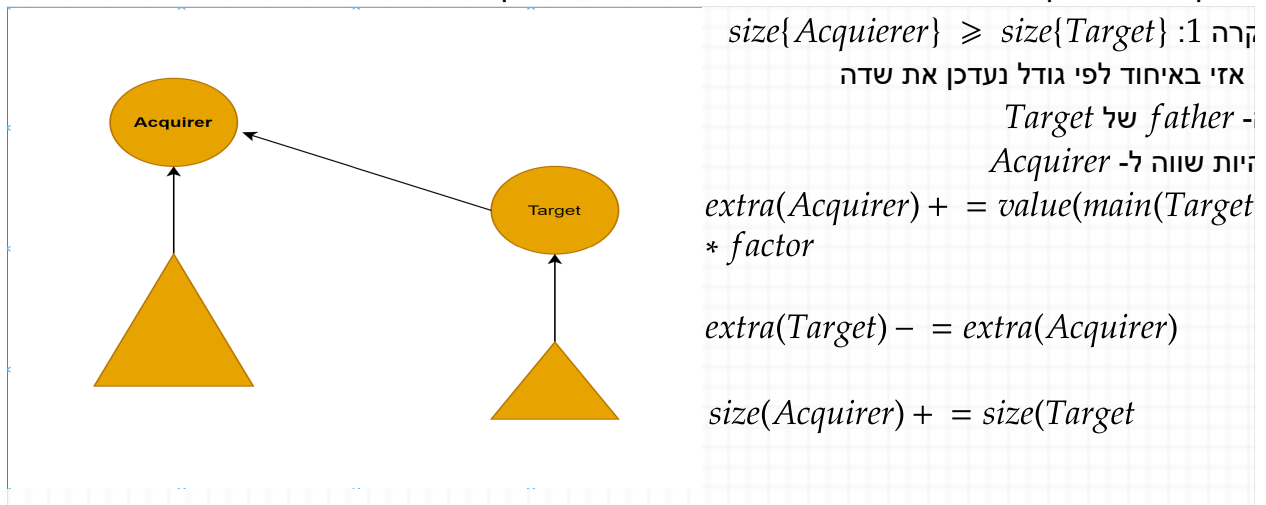 Acquirer
Target
size{Acquierer} ⩾ size{Target} :1 קרה
אזי באיחוד לפי גודל נעדכן את שדה
father של Target
היות שווה ל- Acquirer
extra(Acquirer) + = value(main(Target
* factor
extra(Target) − = extra(Acquirer)
size(Acquirer) + = size(Target